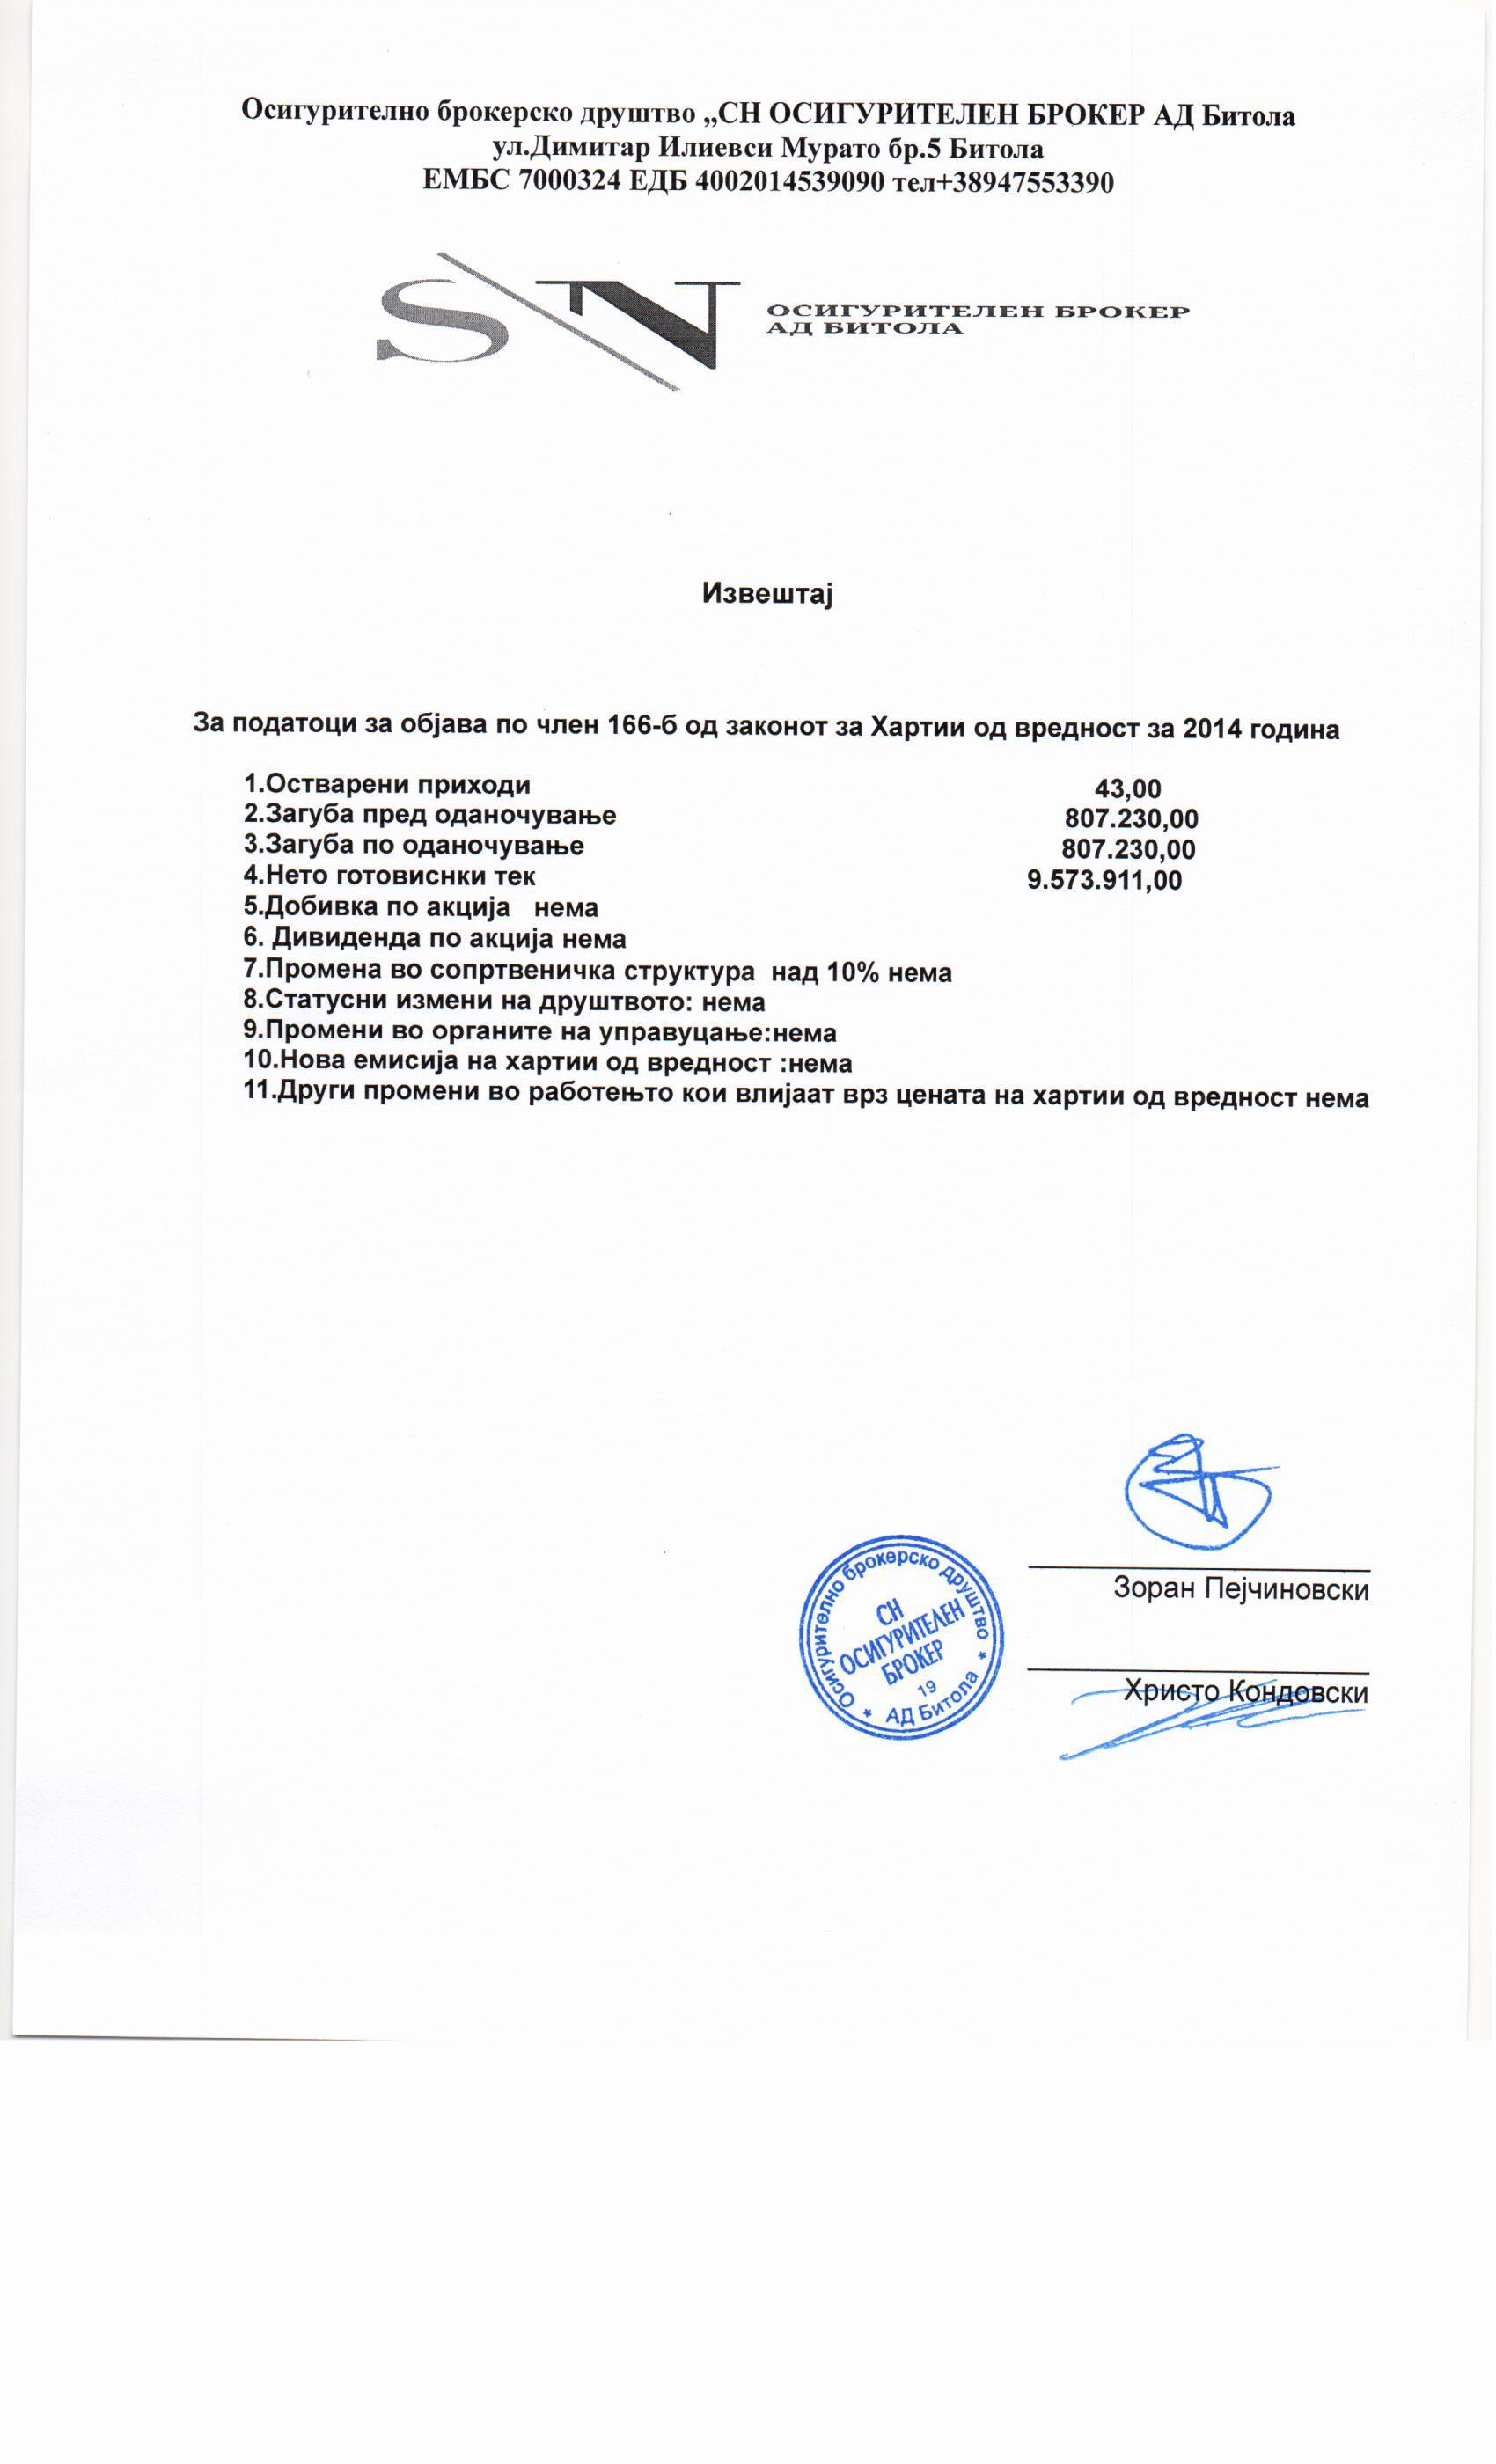 Осигурително брокерско друштво „СН ОСИГУРИТЕЛЕН БРОКЕР АД Битола
ул.Димитар Илиевси Мурато бр.5 Битола
ЕМБС 7000324 ЕДБ 4002014539090 тел+38947553390
SN
ОСИГУРИТЕЛЕН БРОКЕР
АД БИТОЛА
Извештај
За податоци за објава по член 166-б од законот за Хартии од вредност за 2014 година
1.Остварени приходи 43,00
2.Загуба пред оданочување 807.230,00
3.Загуба по оданочување 807.230,00
4.Нето готовиснки тек 9.573.911,00
5.Добивка по акција нема
6. Дивиденда по акција нема
7.Промена во сопртвеничка структура над 10% нема
8.Статусни измени на друштвото: нема
9.Промени во органите на управуцање:нема
10.Нова емисија на хартии од вредност :нема
11.Други промени во работењто кои влијаат врз цената на хартии од вредност нема
Зоран Пејчиновски
Осигурително брокерско друштво
СН
ОСИГУРИТЕЛЕН
БРОКЕР
19
* АД Битола *
Христо Кондовски